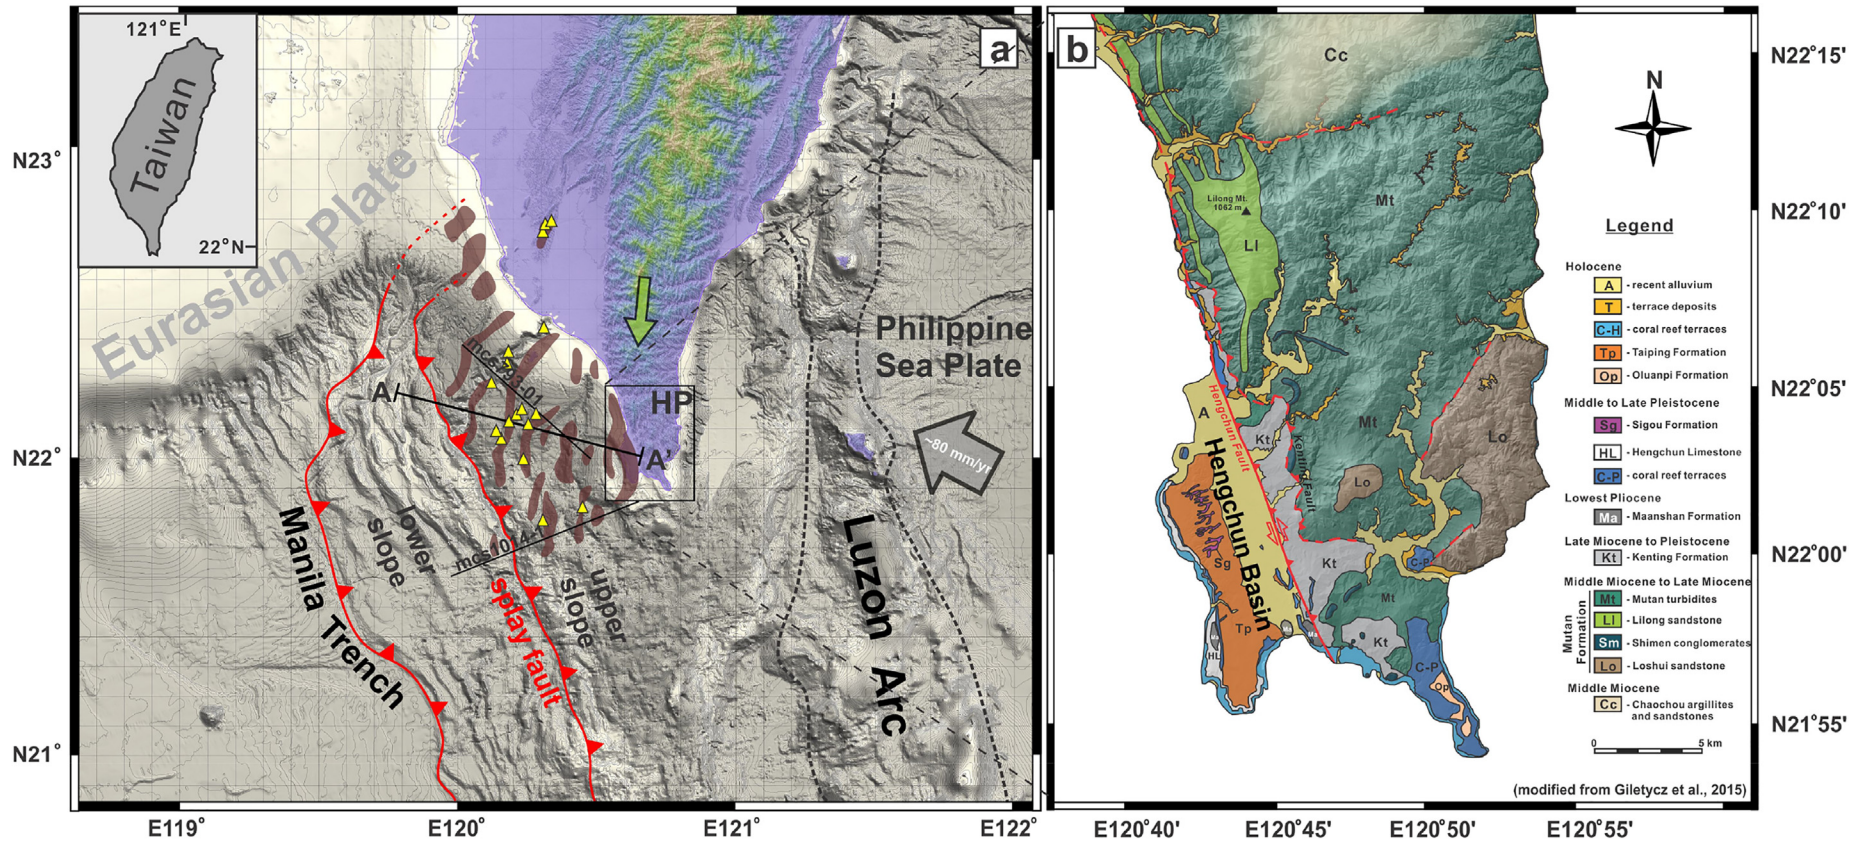 121°E
Taiwan
22°N
a
N23°
N22°
N21°
E119°
E120°
E121°
E122°
Eurasian Plate
Philippine
Sea Plate
~80 mm/yr
HP
A
A'
mcs1014-1
Manila Trench
lower
slope
splay fault
upper
slope
Luzon Arc
b
Cc
Mt
Lilong Mt.
1062 m
Ll
Mt
Lo
A
Hengchun Fault
Kt
Kenting Fault
Lo
Hengchun Basin
Sg
Kt
C-P
Mt
Tp
Ma
Ma
Ma
HL
Kt
C-P
Op
N
Legend
Holocene
A - recent alluvium
T - terrace deposits
C-H - coral reef terraces
Tp - Taiping Formation
Op - Oluanpi Formation
Middle to Late Pleistocene
Sg - Sigou Formation
HL - Hengchun Limestone
C-P - coral reef terraces
Lowest Pliocene
Ma - Maanshan Formation
Late Miocene to Pleistocene
Kt - Kenting Formation
Middle Miocene to Late Miocene
Mutan
Formation
Mt - Mutan turbidites
Ll - Lilong sandstone
Sm - Shimen conglomerates
Lo - Loshui sandstone
Middle Miocene
Cc - Chaochou argillites
and sandstones
0 5 km
(modified from Giletycz et al., 2015)
N22°15'
N22°10'
N22°05'
N22°00'
N21°55'
E120°40'
E120°45'
E120°50'
E120°55'